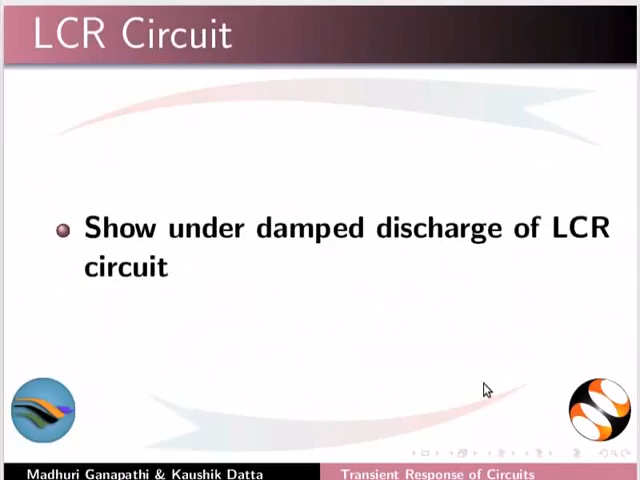 LCR Circuit
Show under damped discharge of LCR
circuit
Madhuri Ganapathi & Kaushik Datta
Transient Response of Circuits